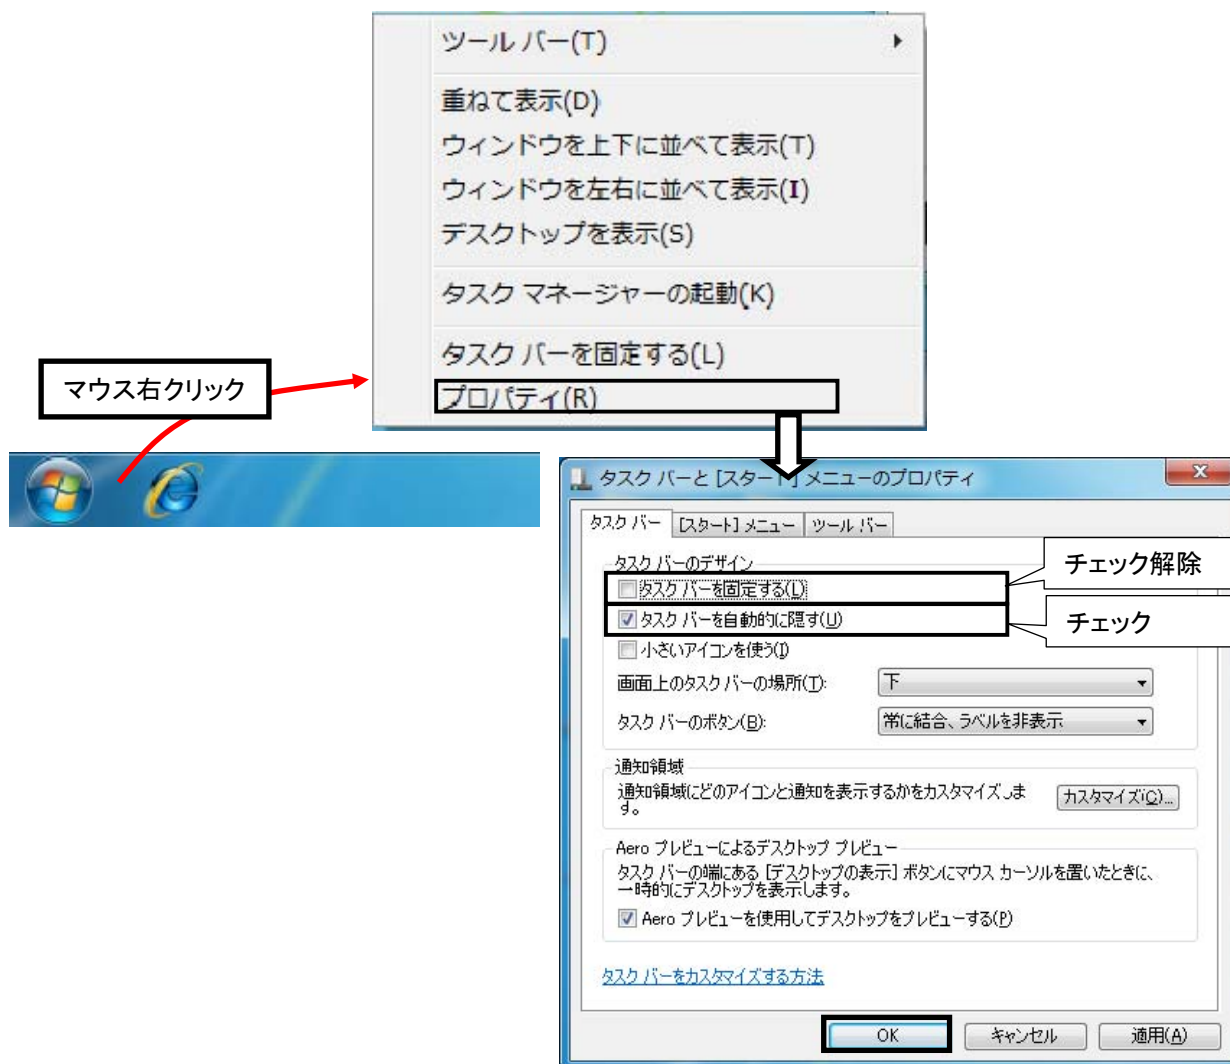 ツール バー(T)
重ねて表示(D)
ウィンドウを上下に並べて表示(T)
ウィンドウを左右に並べて表示(I)
デスクトップを表示(S)
タスク マネージャーの起動(K)
タスク バーを固定する(L)
プロパティ(R)
マウス右クリック
タスク バーと [スタート] メニューのプロパティ
タスク バー [スタート] メニュー ツール バー
タスク バーのデザイン
タスク バーを固定する(L)
チェック解除
タスク バーを自動的に隠す(U)
チェック
小さいアイコンを使う(I)
画面上のタスク バーの場所(T): 下
タスク バーのボタン(B): 常に結合、ラベルを非表示
通知領域
通知領域にどのアイコンと通知を表示するかをカスタマイズしま
す。
カスタマイズ(C)...
Aero プレビューによるデスクトップ プレビュー
タスク バーの端にある [デスクトップの表示] ボタンにマウス カーソルを置いたときに、
一時的にデスクトップを表示します。
Aero プレビューを使用してデスクトップをプレビューする(P)
タスク バーをカスタマイズする方法
OK キャンセル 適用(A)